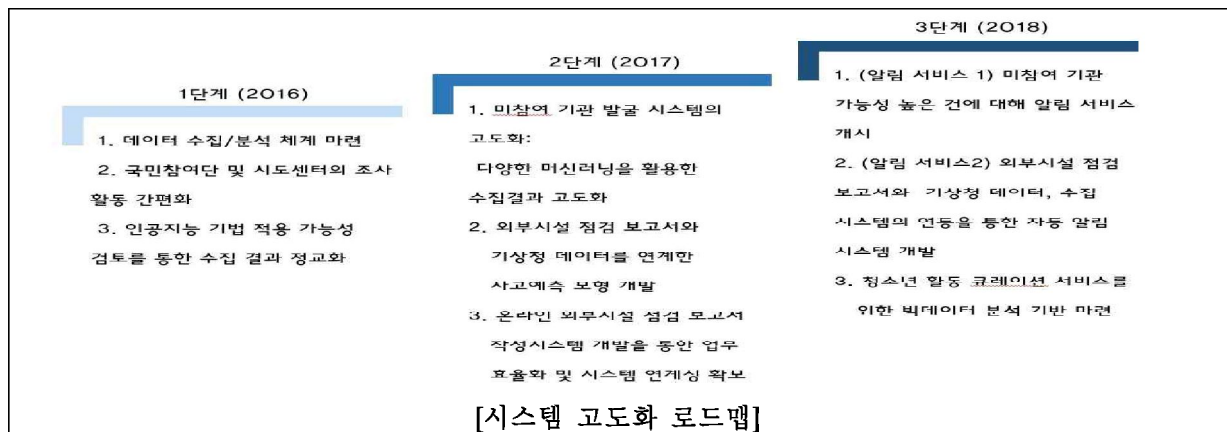 1단계 (2016)
1. 데이터 수집/분석 체계 마련
2. 국민참여단 및 시도센터의 조사
활동 간편화
3. 인공지능 기법 적용 가능성
검토를 통한 수집 결과 정교화
2단계 (2017)
1. 미참여 기관 발굴 시스템의
고도화:
다양한 머신러닝을 활용한
수집결과 고도화
2. 외부시설 점검 보고서와
기상청 데이터를 연계한
사고예측 모형 개발
3. 온라인 외부시설 점검 보고서
작성시스템 개발을 통한 업무
효율화 및 시스템 연계성 확보
3단계 (2018)
1. (알림 서비스 1) 미참여 기관
가능성 높은 건에 대해 알림 서비스
개시
2. (알림 서비스2) 외부시설 점검
보고서와 기상청 데이터, 수집
시스템의 연동을 통한 자동 알림
시스템 개발
3. 청소년 활동 큐레이션 서비스를
위한 빅데이터 분석 기반 마련
[시스템 고도화 로드맵]